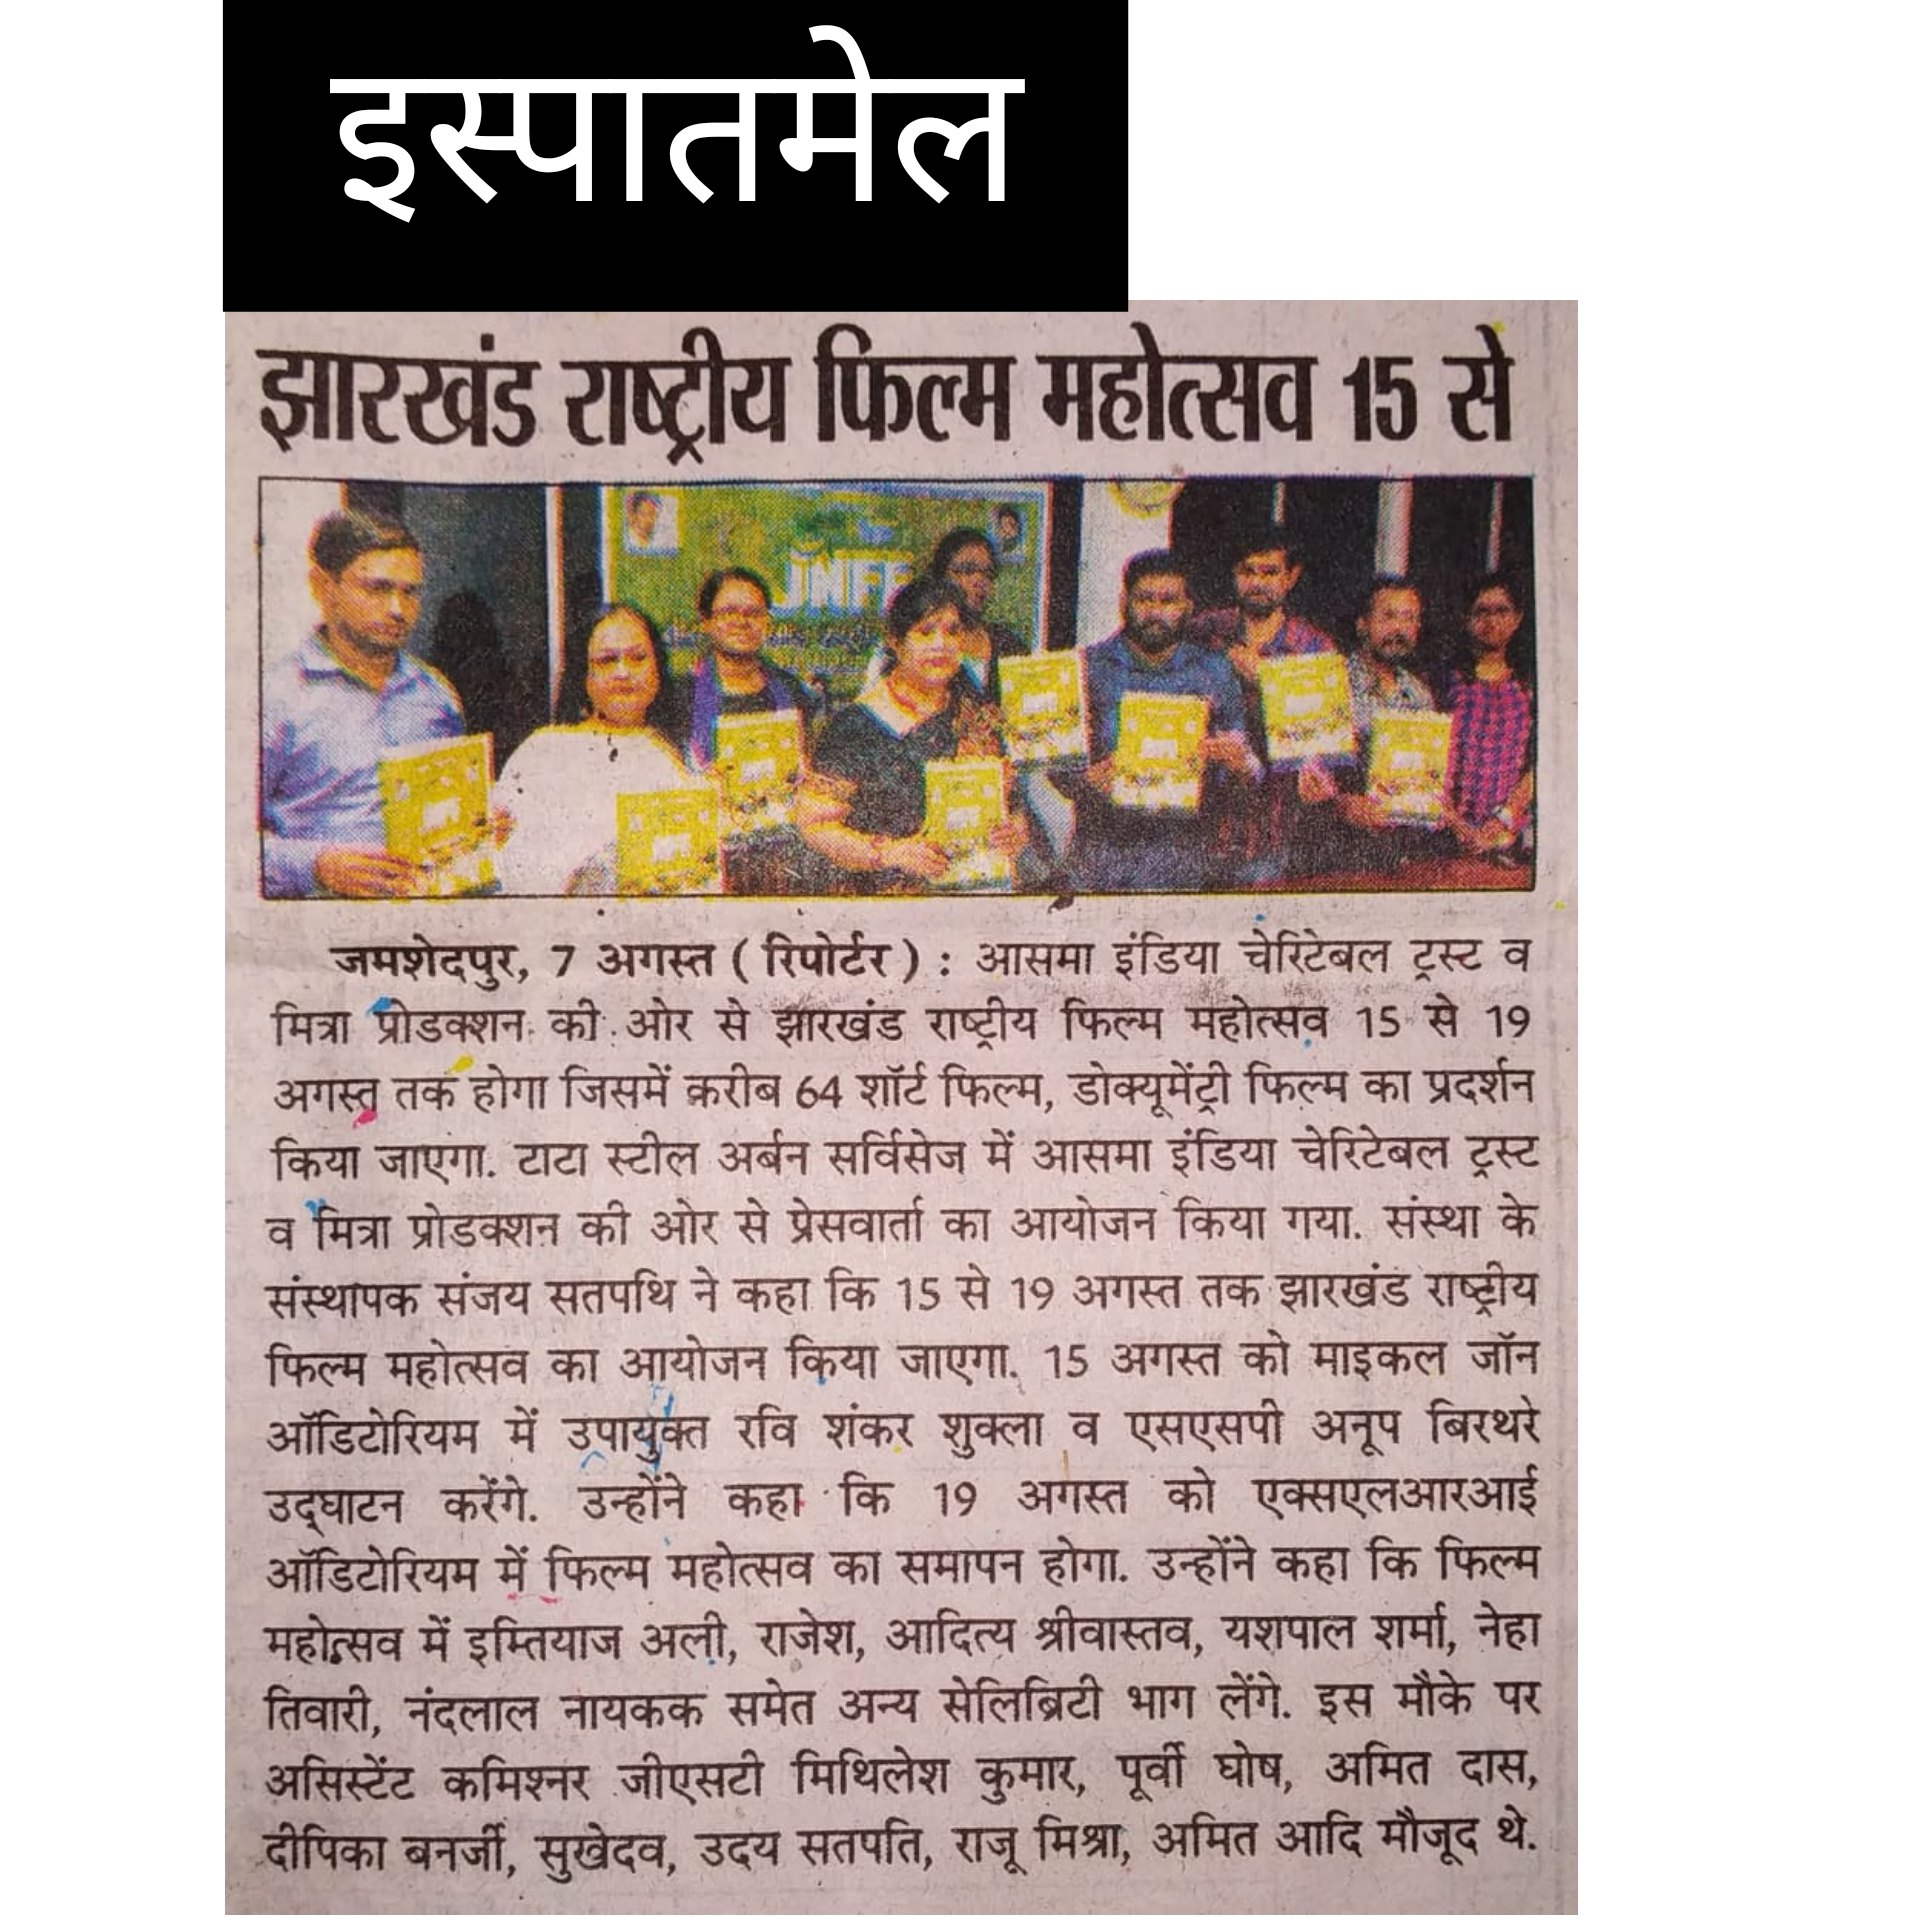 इस्पातमेल
झारखंड राष्ट्रीय फिल्म महोत्सव 15 से
JNFF
जमशेदपुर, 7 अगस्त ( रिपोर्टर ) : आसमा इंडिया चेरिटेबल ट्रस्ट व
मित्रा प्रोडक्शन की ओर से झारखंड राष्ट्रीय फिल्म महोत्सव 15 से 19
अगस्त तक होगा जिसमें करीब 64 शॉर्ट फिल्म, डोक्यूमेंट्री फिल्म का प्रदर्शन
किया जाएगा. टाटा स्टील अर्बन सर्विसेज में आसमा इंडिया चेरिटेबल ट्रस्ट
व मित्रा प्रोडक्शन की ओर से प्रेसवार्ता का आयोजन किया गया. संस्था के
संस्थापक संजय सतपथि ने कहा कि 15 से 19 अगस्त तक झारखंड राष्ट्रीय
फिल्म महोत्सव का आयोजन किया जाएगा. 15 अगस्त को माइकल जॉन
ऑडिटोरियम में उपायुक्त रवि शंकर शुक्ला व एसएसपी अनूप बिरथरे
उद्घाटन करेंगे. उन्होंने कहा कि 19 अगस्त को एक्सएलआरआई
ऑडिटोरियम में फिल्म महोत्सव का समापन होगा. उन्होंने कहा कि फिल्म
महोत्सव में इम्तियाज अली, राजेश, आदित्य श्रीवास्तव, यशपाल शर्मा, नेहा
तिवारी, नंदलाल नायकक समेत अन्य सेलिब्रिटी भाग लेंगे. इस मौके पर
असिस्टेंट कमिश्नर जीएसटी मिथिलेश कुमार, पूर्वी घोष, अमित दास,
दीपिका बनर्जी, सुखेदव, उदय सतपति, राजू मिश्रा, अमित आदि मौजूद थे.